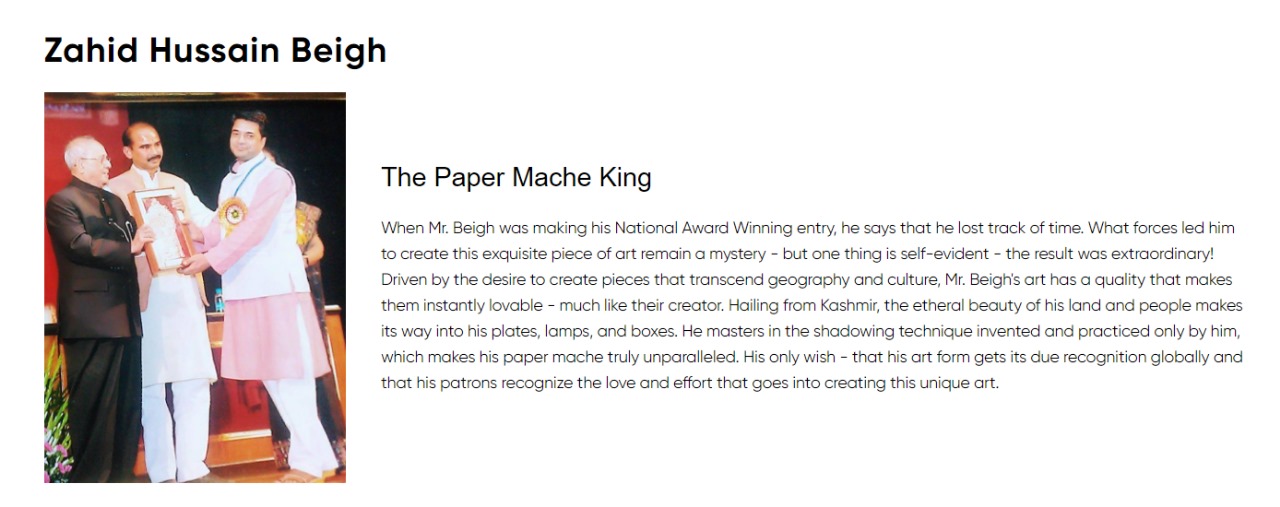 Zahid Hussain Beigh
The Paper Mache King
When Mr. Beigh was making his National Award Winning entry, he says that he lost track of time. What forces led him
to create this exquisite piece of art remain a mystery - but one thing is self-evident - the result was extraordinary!
Driven by the desire to create pieces that transcend geography and culture, Mr. Beigh's art has a quality that makes
them instantly lovable - much like their creator. Hailing from Kashmir, the etheral beauty of his land and people makes
its way into his plates, lamps, and boxes. He masters in the shadowing technique invented and practiced only by him,
which makes his paper mache truly unparalleled. His only wish - that his art form gets its due recognition globally and
that his patrons recognize the love and effort that goes into creating this unique art.